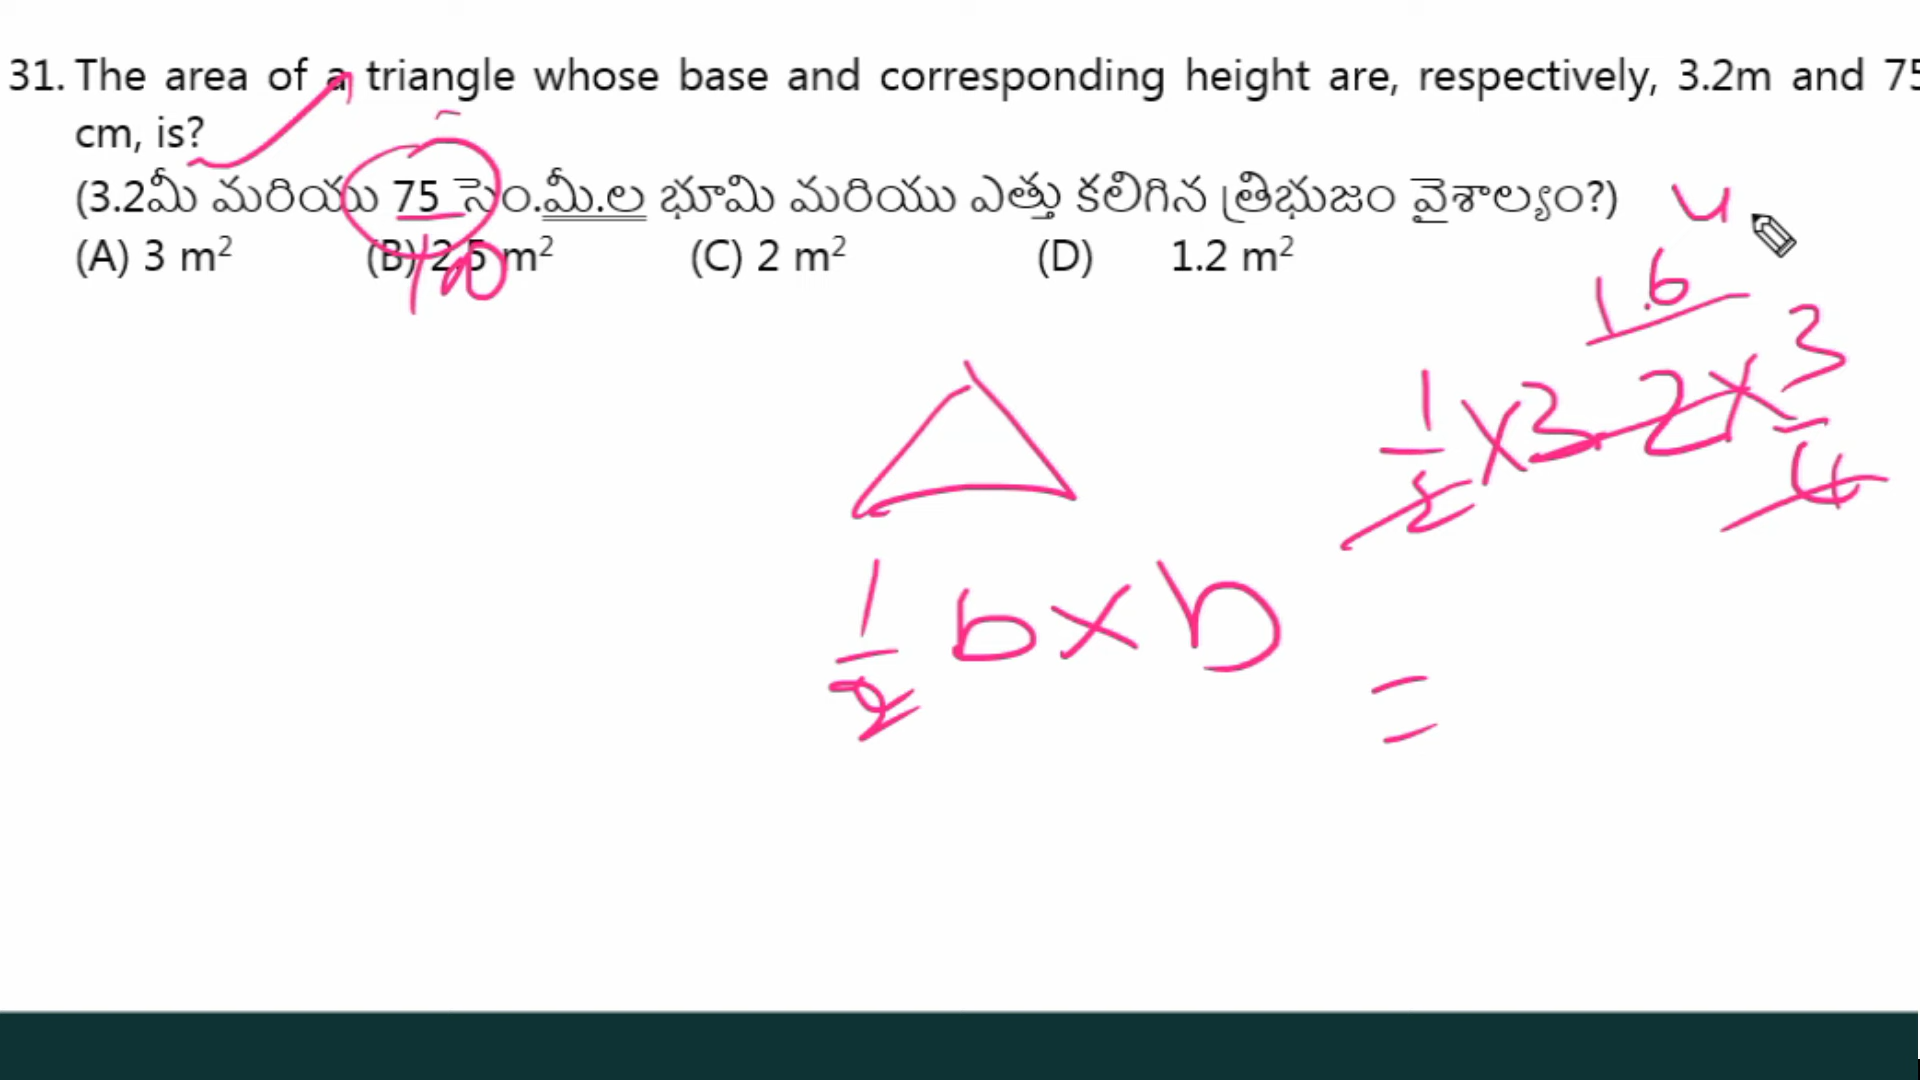 31. The area of a triangle whose base and corresponding height are, respectively, 3.2m and 75
cm, is?
(3.2మీ మరియు 75 సెం.మీ.ల భూమి మరియు ఎత్తు కలిగిన త్రిభుజం వైశాల్యం?)
(A) 3 m² (B) 2.5 m² (C) 2 m² (D) 1.2 m²
100
1.6
1/2 × 3.2 × 3/4
1/2 b × h
=